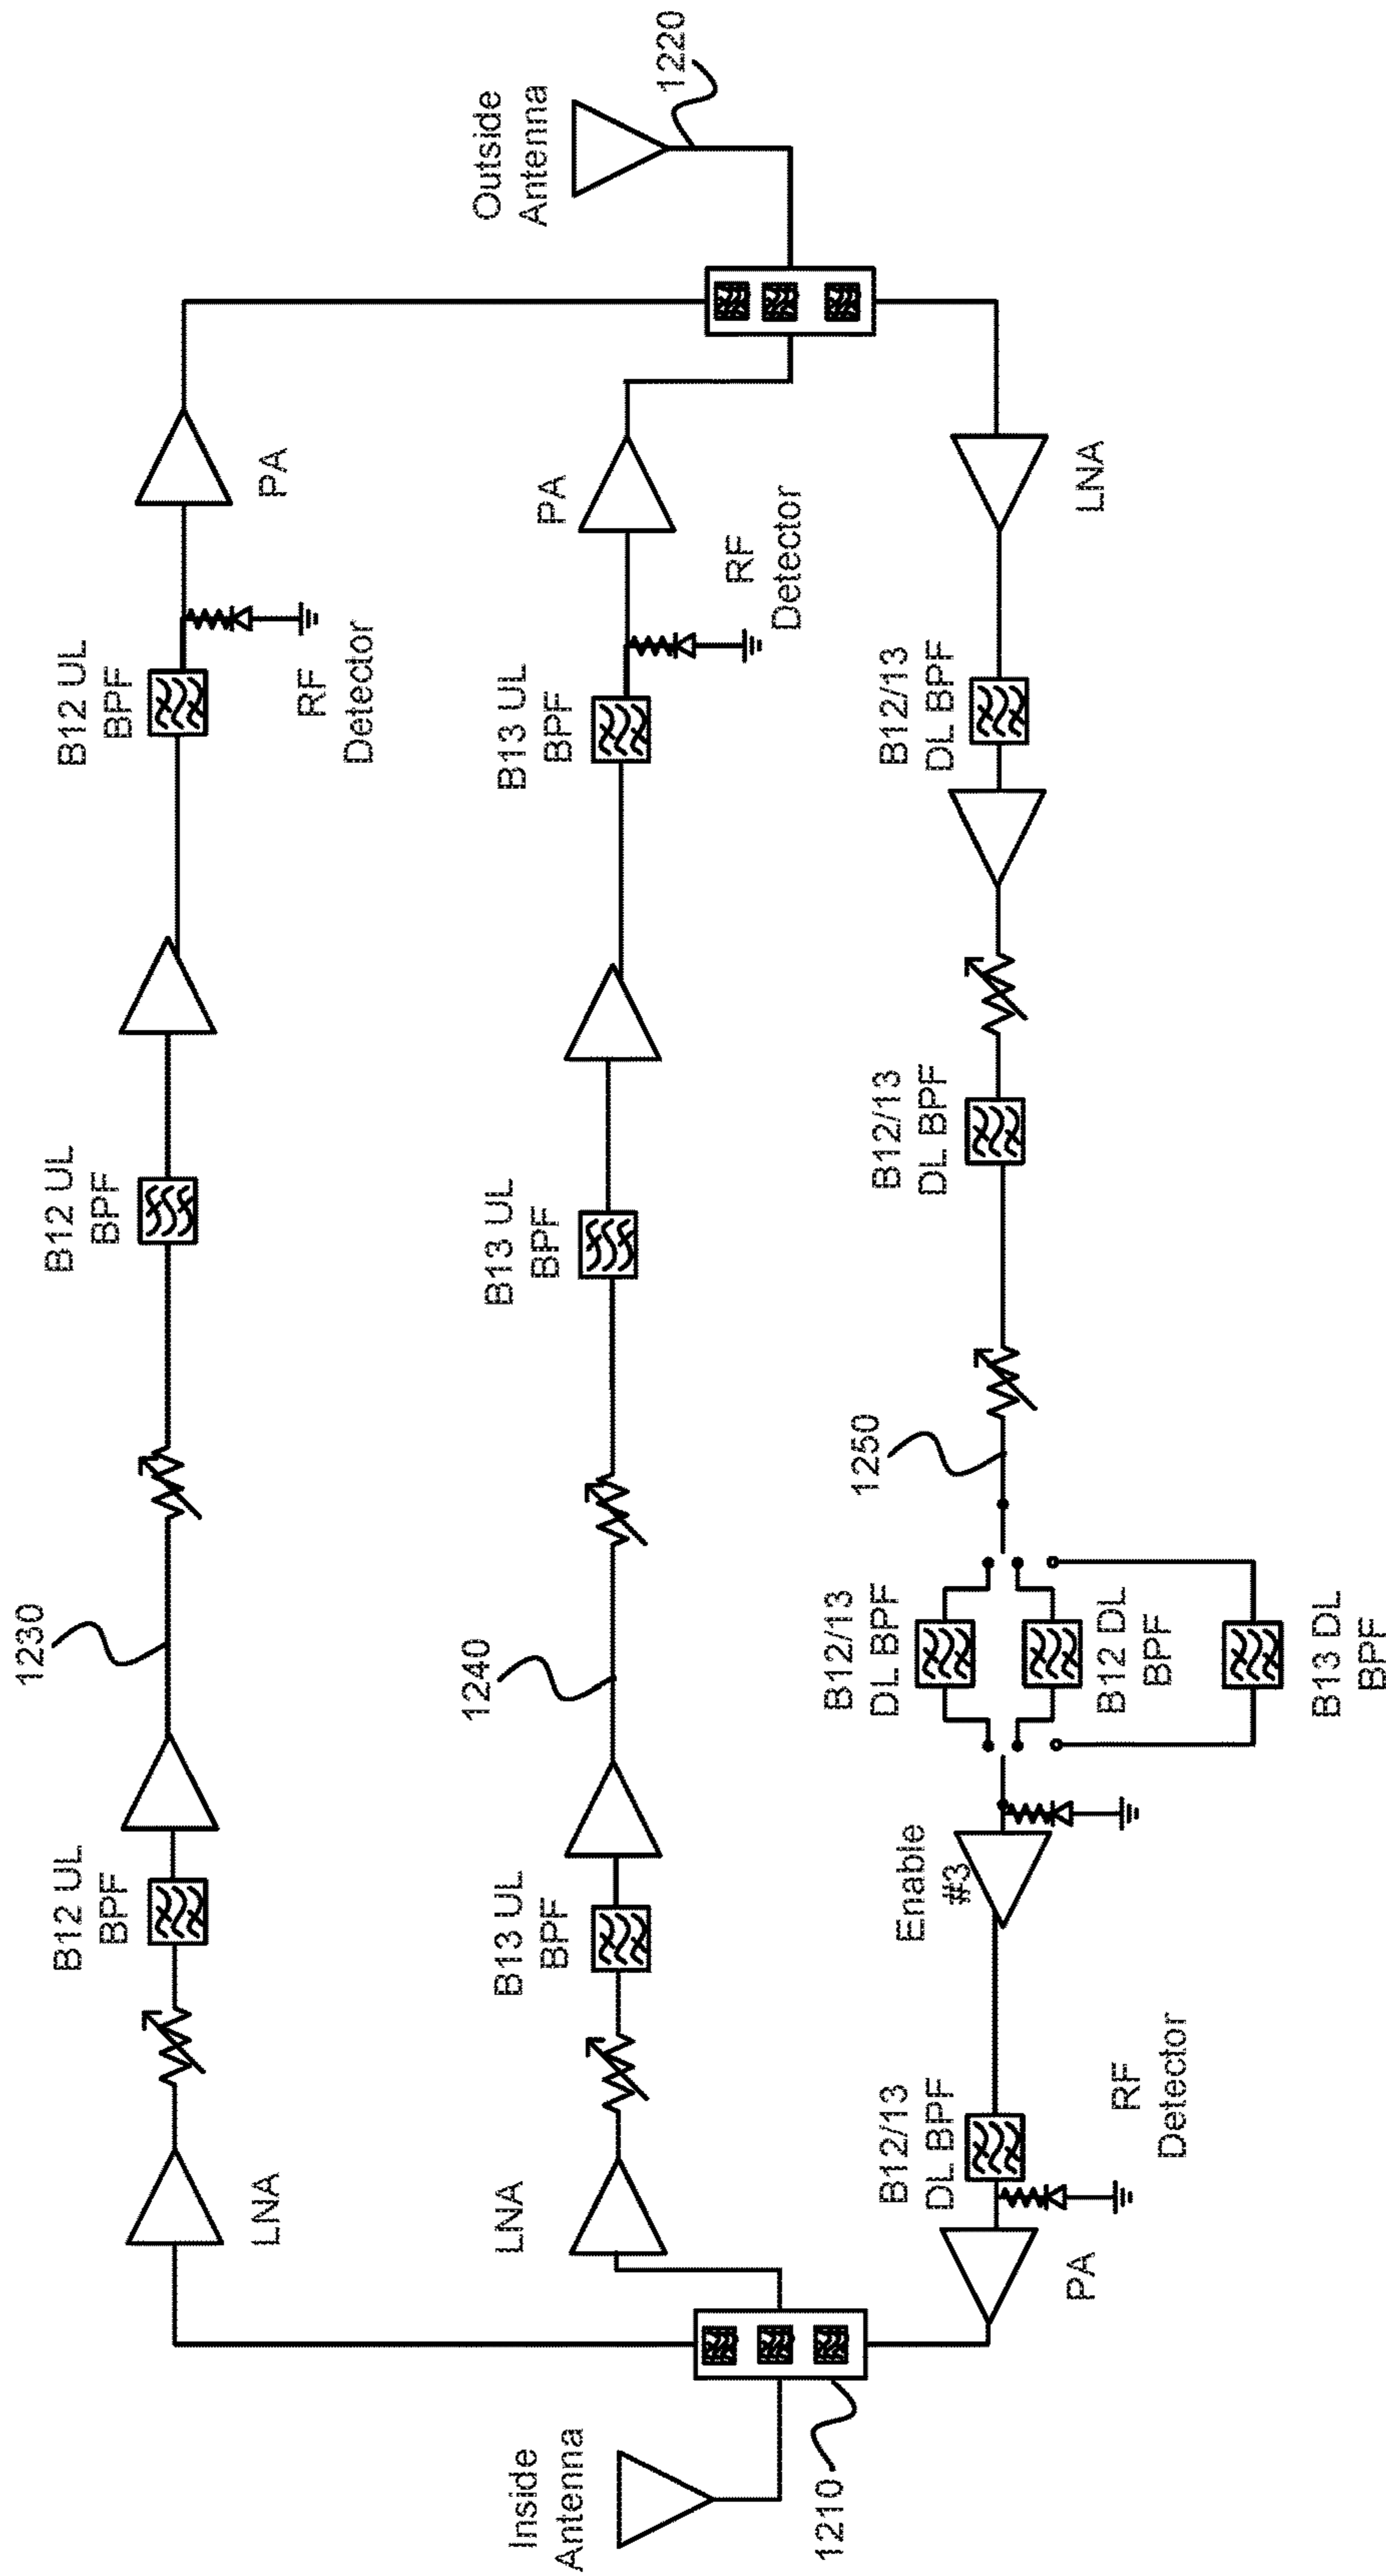 1230
B12 UL
BPF
B12 UL
BPF
B12 UL
BPF
LNA
PA
RF
Detector
Outside
Antenna
1240
B13 UL
BPF
B13 UL
BPF
B13 UL
BPF
LNA
PA
Inside
Antenna
1220
RF
Detector
1210
B12/13
DL BPF
Enable
#3
B12/13
DL BPF
1250
B12/13
DL BPF
B12/13
DL BPF
PA
LNA
B12 DL
BPF
RF
Detector
B13 DL
BPF